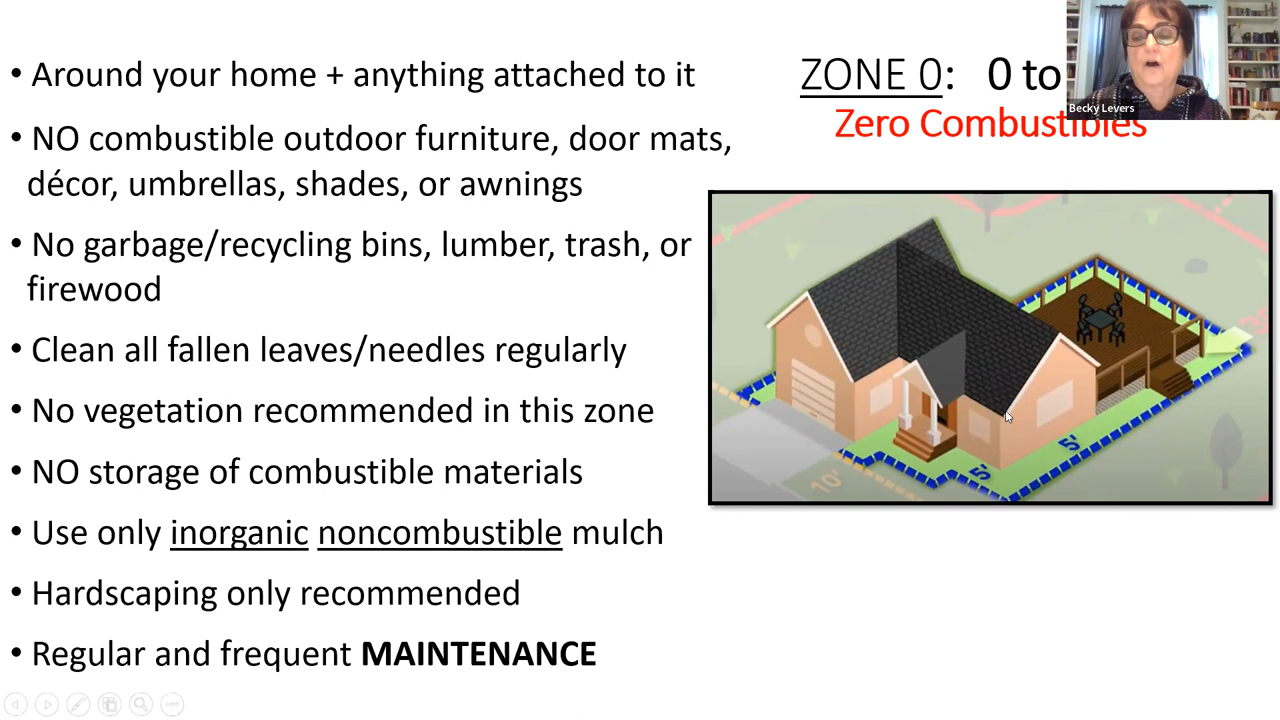 • Around your home + anything attached to it
• NO combustible outdoor furniture, door mats,
décor, umbrellas, shades, or awnings
• No garbage/recycling bins, lumber, trash, or
firewood
• Clean all fallen leaves/needles regularly
• No vegetation recommended in this zone
• NO storage of combustible materials
• Use only inorganic noncombustible mulch
• Hardscaping only recommended
• Regular and frequent MAINTENANCE
ZONE 0: 0 to
Zero Combustibles
Becky Levers
5'
5'
10'